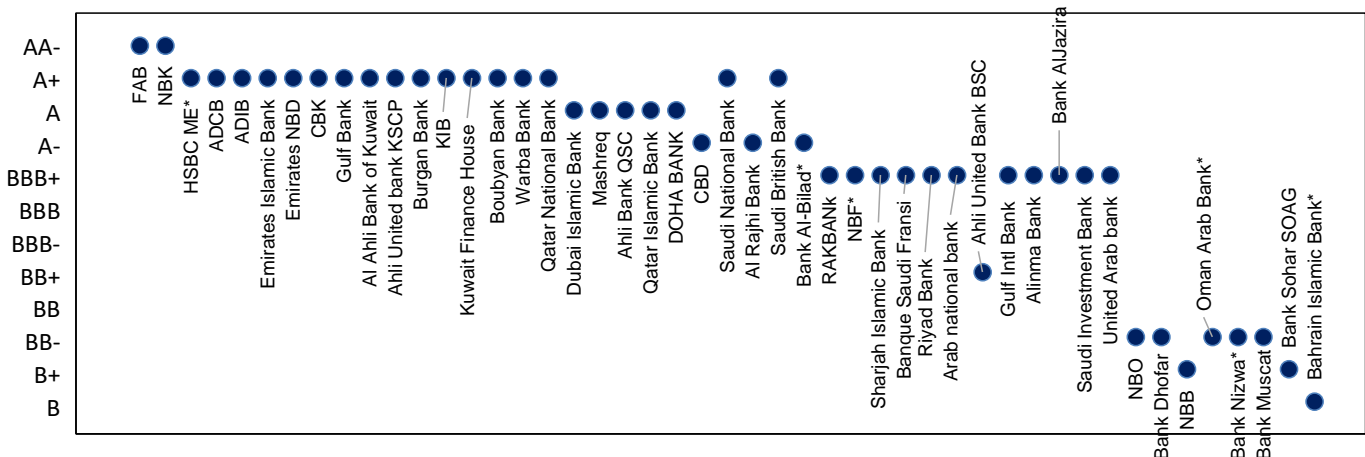 AA-
A+
A
A-
BBB+
BBB
BBB-
BB+
BB
BB-
B+
B
FAB
NBK
HSBC ME*
ADCB
ADIB
Emirates Islamic Bank
Emirates NBD
CBK
Gulf Bank
Al Ahli Bank of Kuwait
Ahli United bank KSCP
Burgan Bank
KIB
Kuwait Finance House
Boubyan Bank
Warba Bank
Qatar National Bank
Dubai Islamic Bank
Mashreq
Ahli Bank QSC
Qatar Islamic Bank
DOHA BANK
CBD
Saudi National Bank
Al Rajhi Bank
Saudi British Bank
Bank Al-Bilad*
RAKBANk
NBF*
Sharjah Islamic Bank
Banque Saudi Fransi
Riyad Bank
Arab national bank
Ahli United Bank BSC
Gulf Intl Bank
Alinma Bank
Bank AlJazira
Saudi Investment Bank
United Arab bank
NBO
Bank Dhofar
NBB
Oman Arab Bank*
Bank Nizwa*
Bank Muscat
Bank Sohar SOAG
Bahrain Islamic Bank*